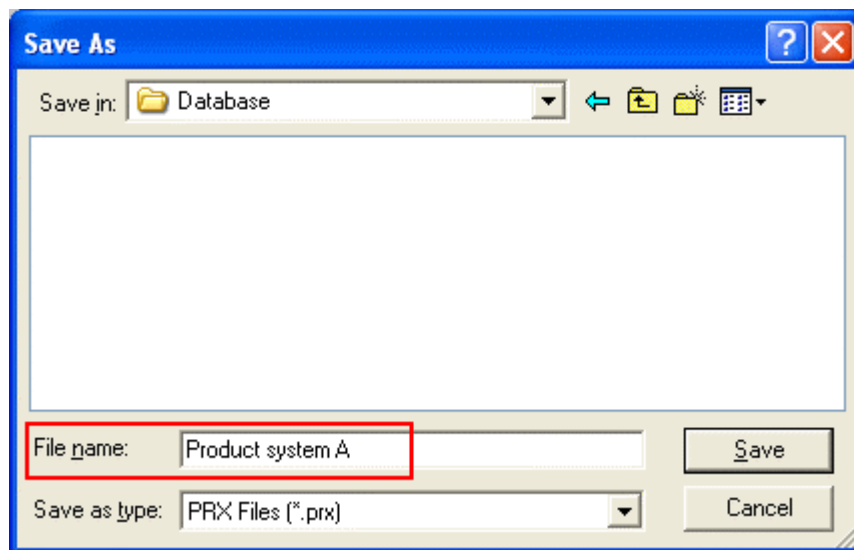 Save As
Save in: Database
File name: Product system A
Save
Save as type: PRX Files (*.prx)
Cancel